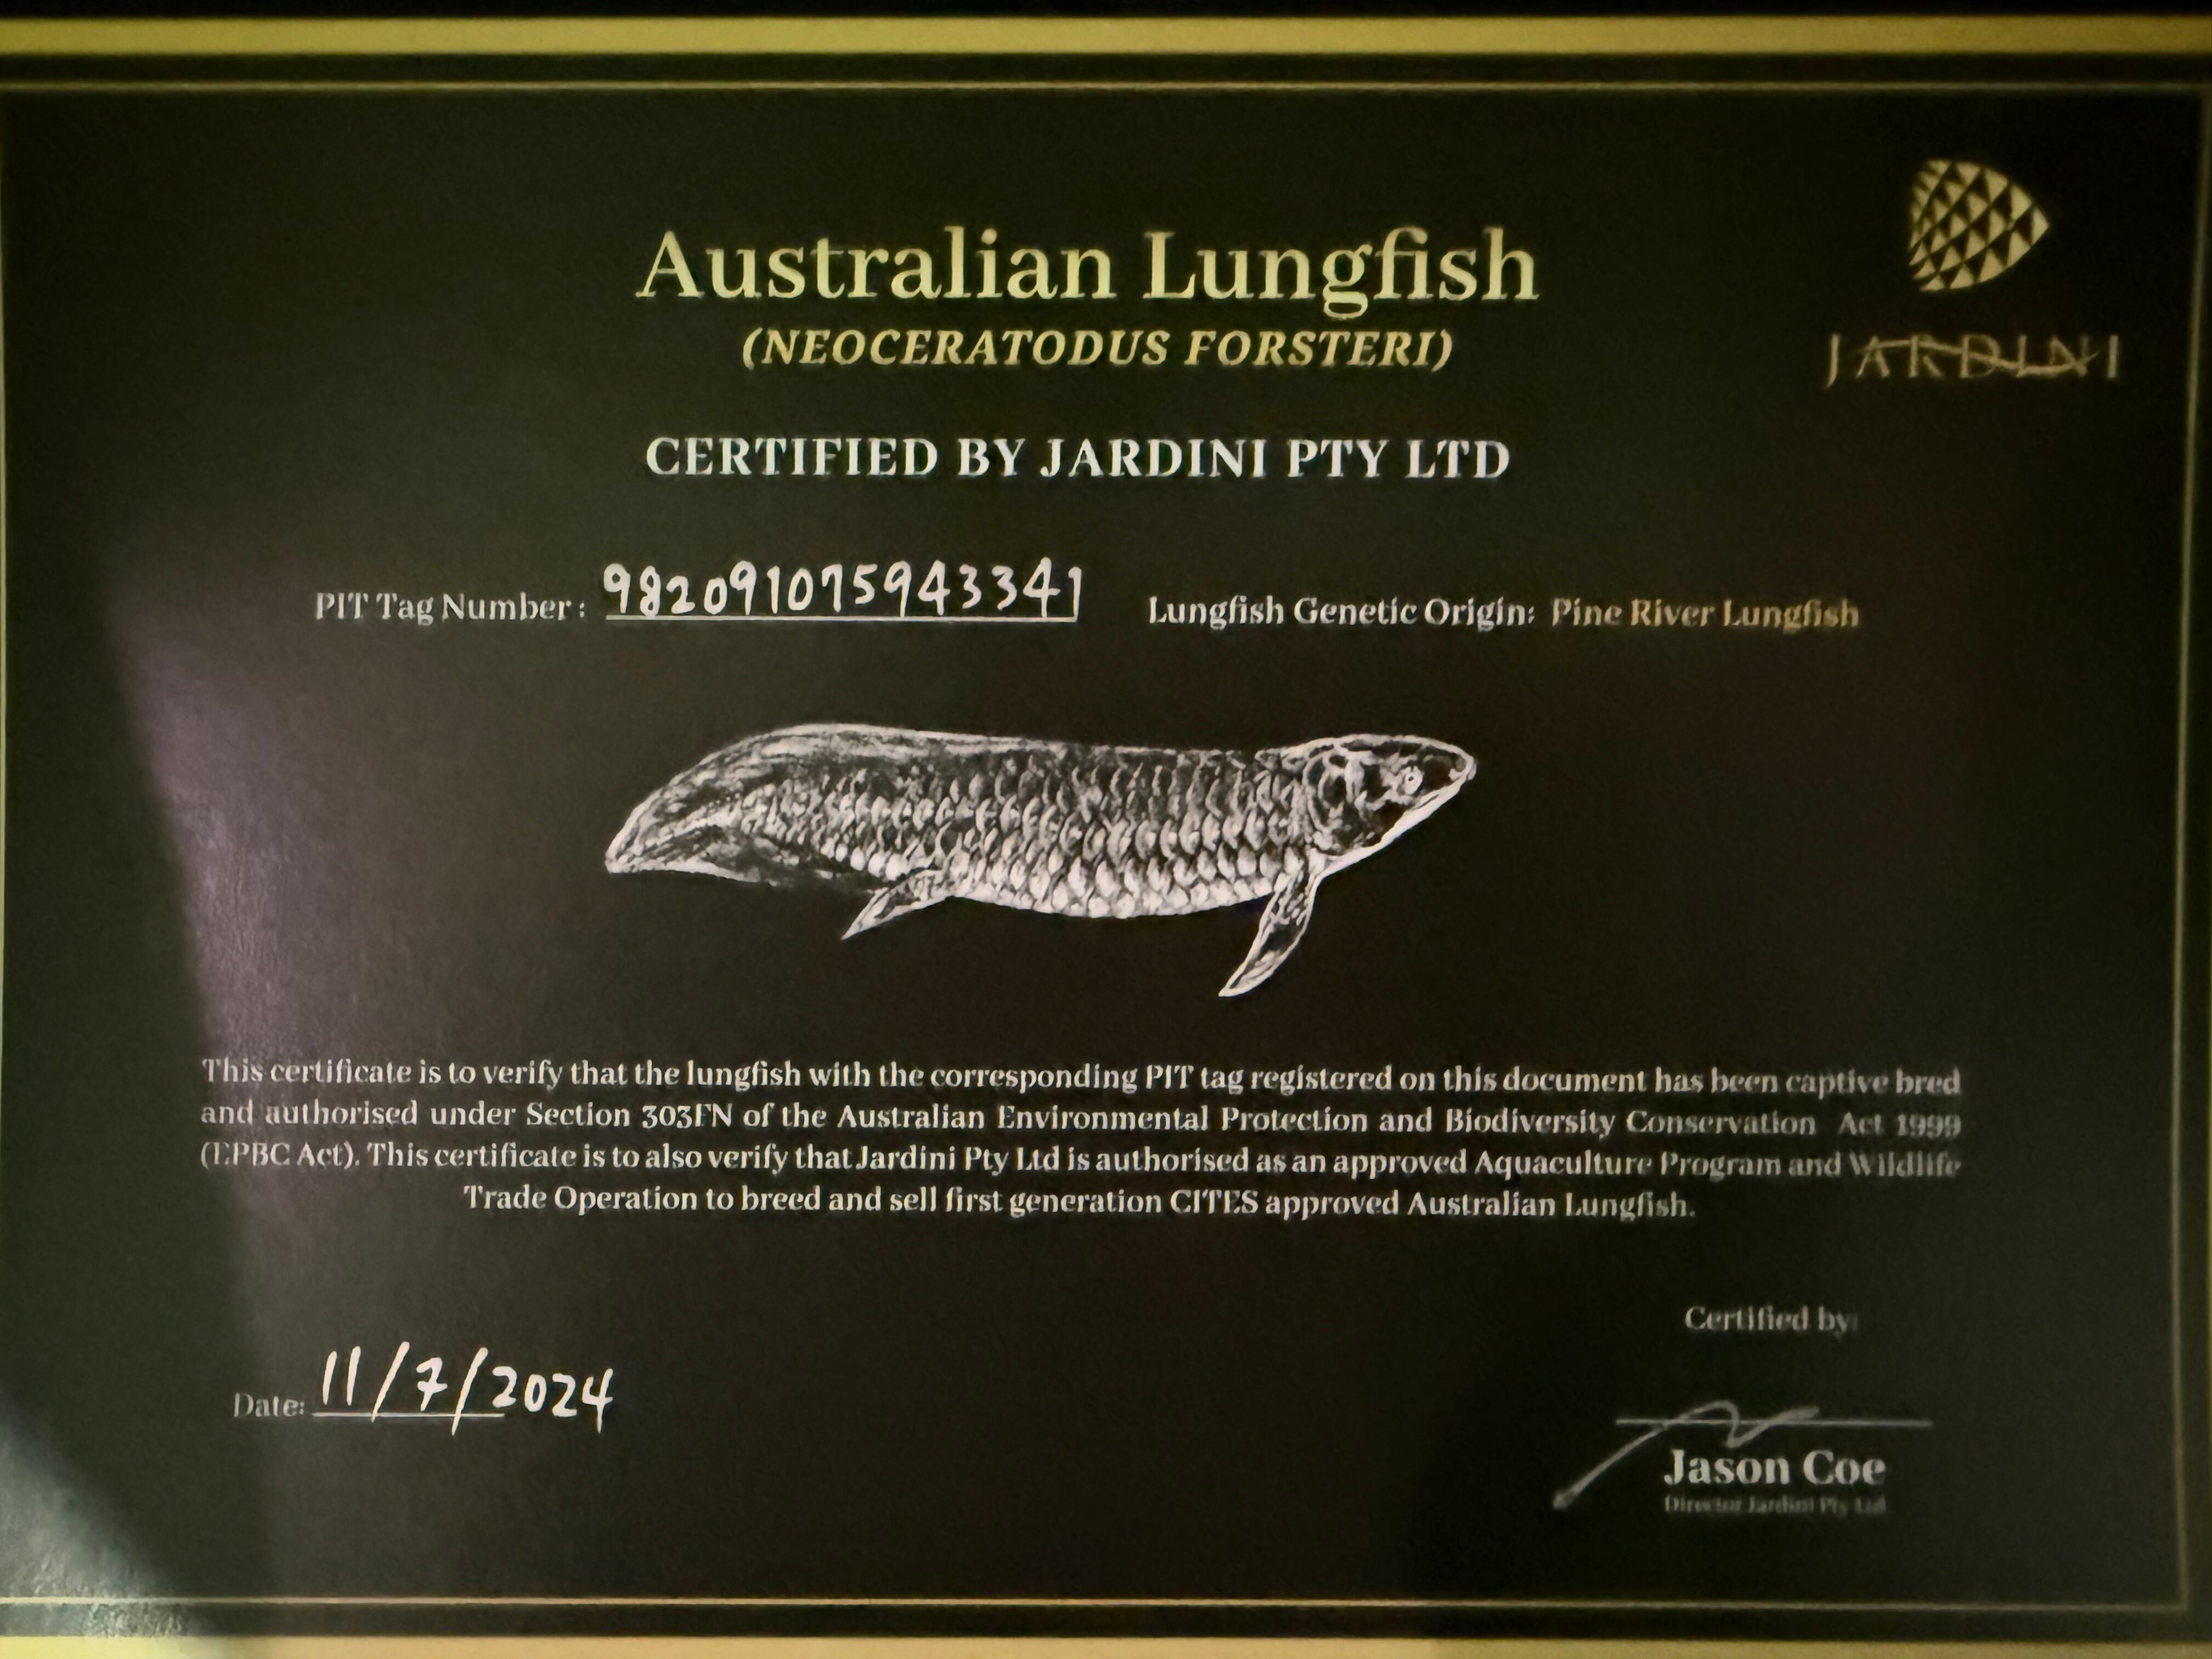 Australian Lungfish
(NEOCERATODUS FORSTERI)
JARDINI
CERTIFIED BY JARDINI PTY LTD
PIT Tag Number: 982091075943341 Lungfish Genetic Origin: Pine River Lungfish
This certificate is to verify that the lungfish with the corresponding PIT tag registered on this document has been captive bred
and authorised under Section 303FN of the Australian Environmental Protection and Biodiversity Conservation Act 1999
(EPBC Act). This certificate is to also verify that Jardini Pty Ltd is authorised as an approved Aquaculture Program and Wildlife
Trade Operation to breed and sell first generation CITES approved Australian Lungfish.
Certified by:
Date: 11/7/2024
Jason Coe
Director Jardini Pty Ltd